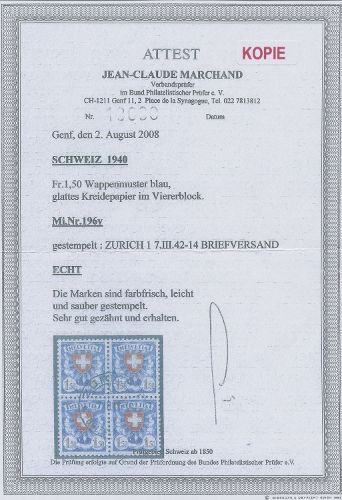 ATTEST KOPIE
JEAN-CLAUDE MARCHAND
Verbandsprüfer
im Bund Philatelistischer Prüfer e. V.
CH-1211 Genf 11, 2 Place de la Synagogue, Tel. 022 7813812
Nr. Datum
Genf, den 2. August 2008
SCHWEIZ 1940
Fr.1,50 Wappenmuster blau,
glattes Kreidepapier im Viererblock.
Mi.Nr.196v
gestempelt : ZURICH 1 7.III.42-14 BRIEFVERSAND
ECHT
Die Marken sind farbfrisch, leicht
und sauber gestempelt.
Sehr gut gezähnt und erhalten.
HELVETIA HELVETIA
Schweiz ab 1850
Die Prüfung erfolgte auf Grund der Prüfordnung des Bundes Philatelistischer Prüfer e.V.